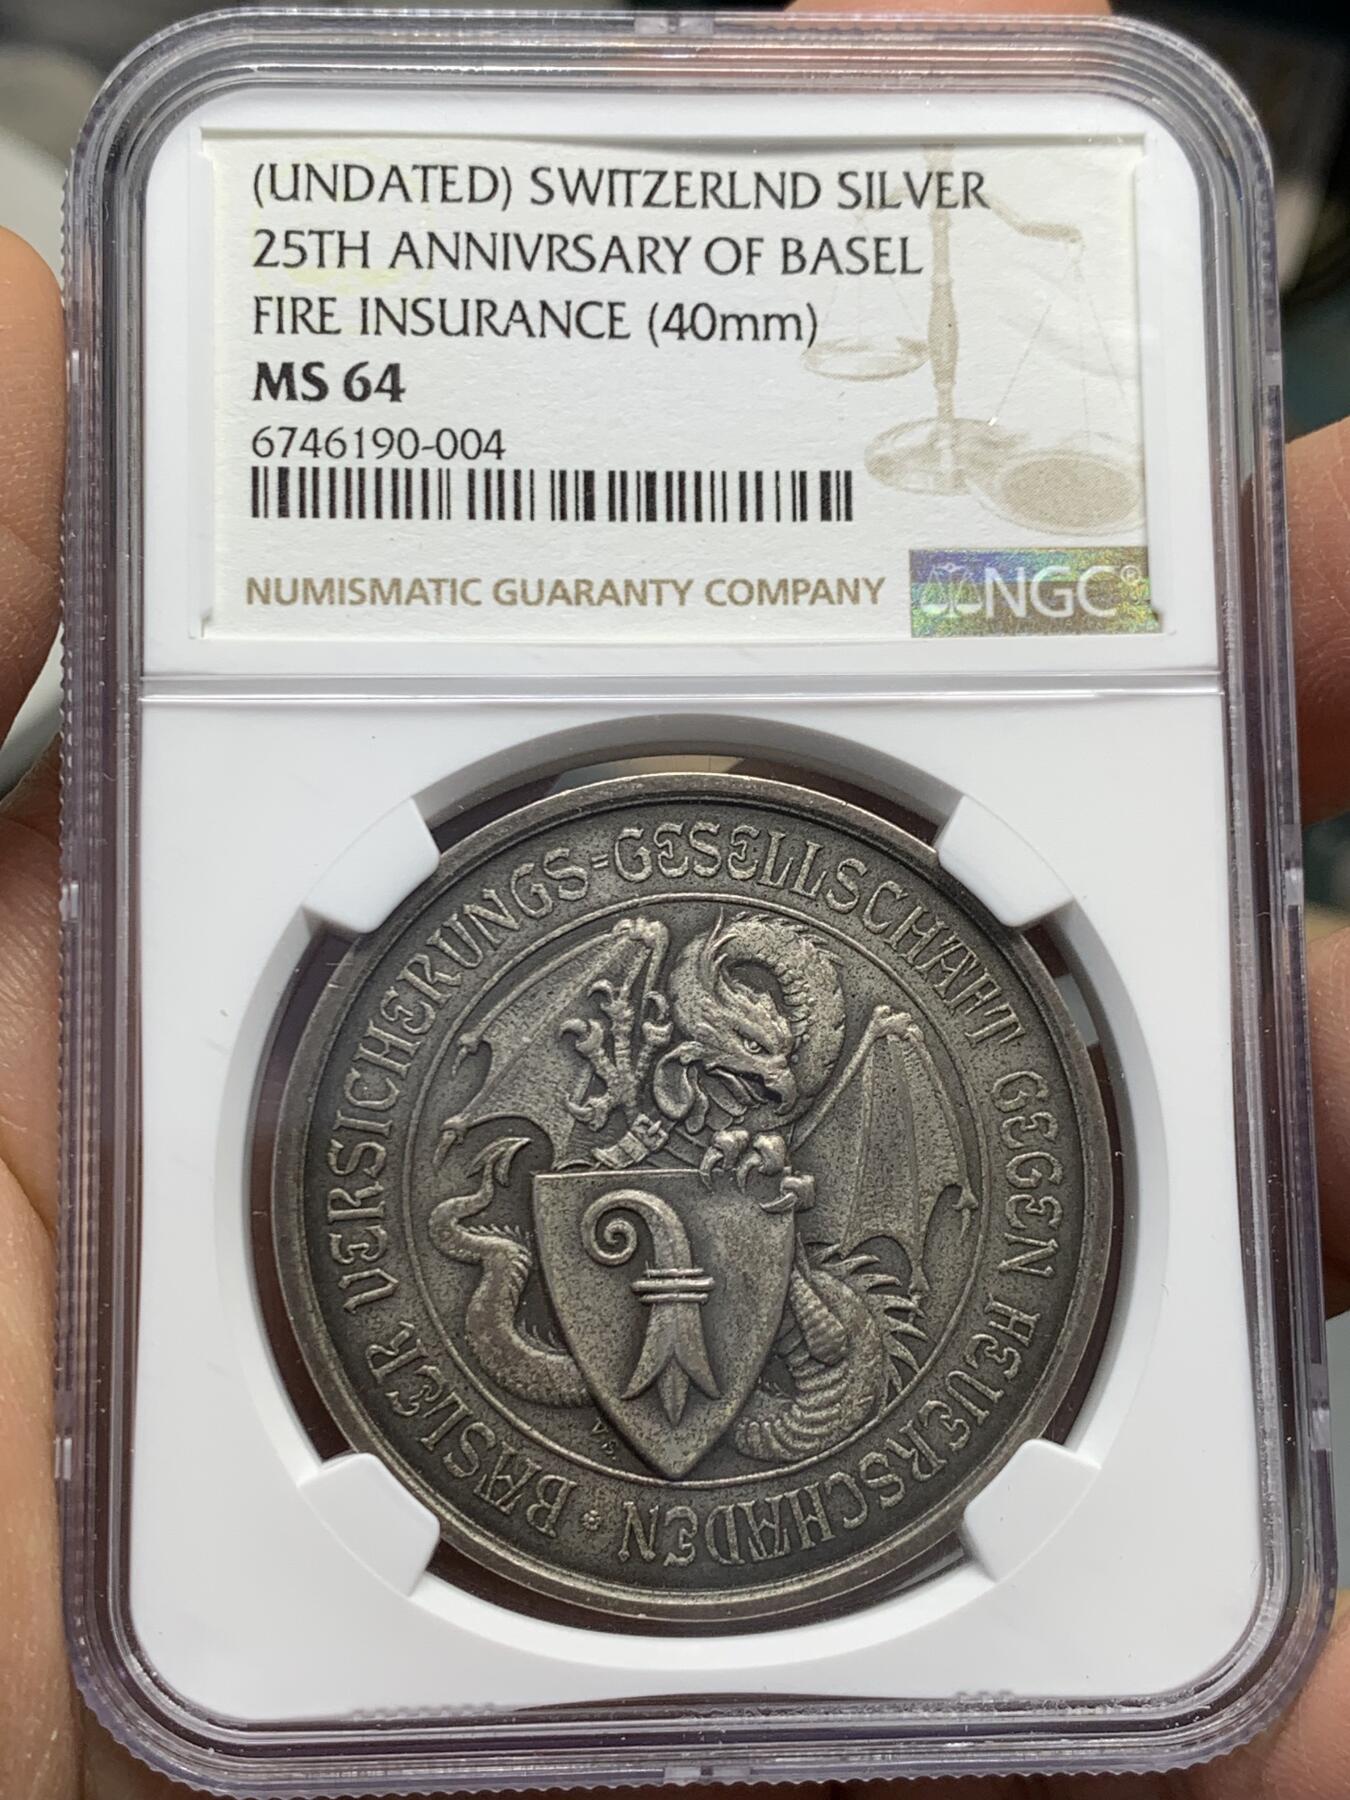 (UNDATED) SWITZERLND SILVER
25TH ANNIVRSARY OF BASEL
FIRE INSURANCE (40mm)
MS 64
6746190-004
NUMISMATIC GUARANTY COMPANY
NGC®
BASLER VERSICHERUNGS=GESELLSCHAFT GEGEN FEUERSCHADEN